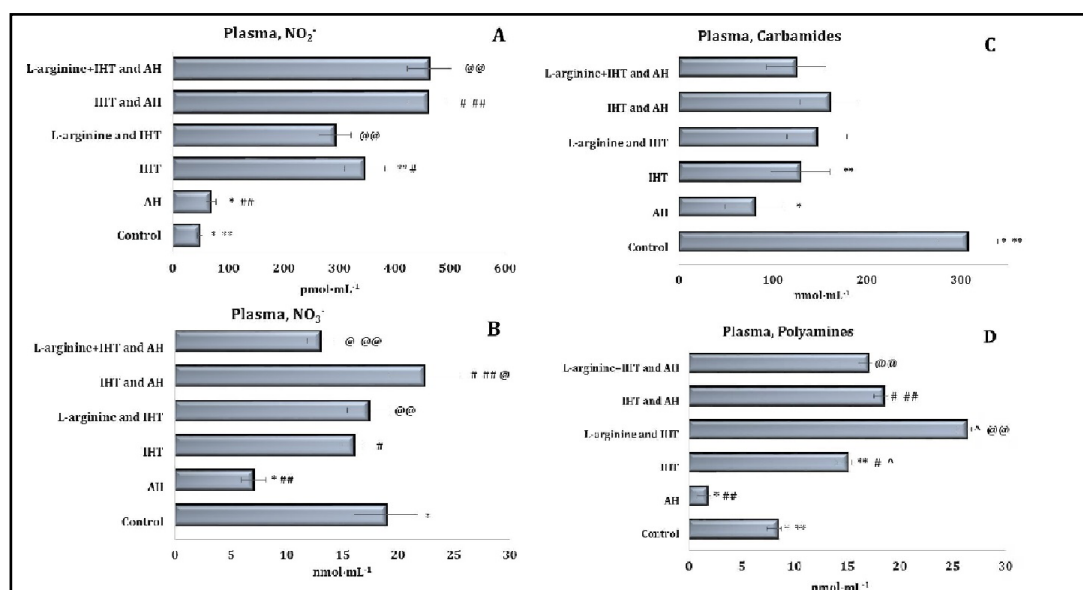 Plasma, NO₂⁻
A
L-arginine+IHT and AH
@@
IHT and AH
# ##
L-arginine and IHT
@@
IHT
** #
AH
* ##
Control
* **
0 100 200 300 400 500 600
pmol·mL⁻¹
Plasma, NO₃⁻
B
L-arginine+IHT and AH
@ @@
IHT and AH
# ## @
L-arginine and IHT
@@
IHT
#
AH
* ##
Control
*
0 5 10 15 20 25 30
nmol·mL⁻¹
Plasma, Carbamides
C
L-arginine+IHT and AH
IHT and AH
L-arginine and IHT
IHT
**
AH
*
Control
* **
0 100 200 300
nmol·mL⁻¹
Plasma, Polyamines
D
L-arginine+IHT and AH
@@
IHT and AH
# ##
L-arginine and IHT
^ @@
IHT
** # ^
AH
* ##
Control
* **
0 5 10 15 20 25 30
nmol·mL⁻¹